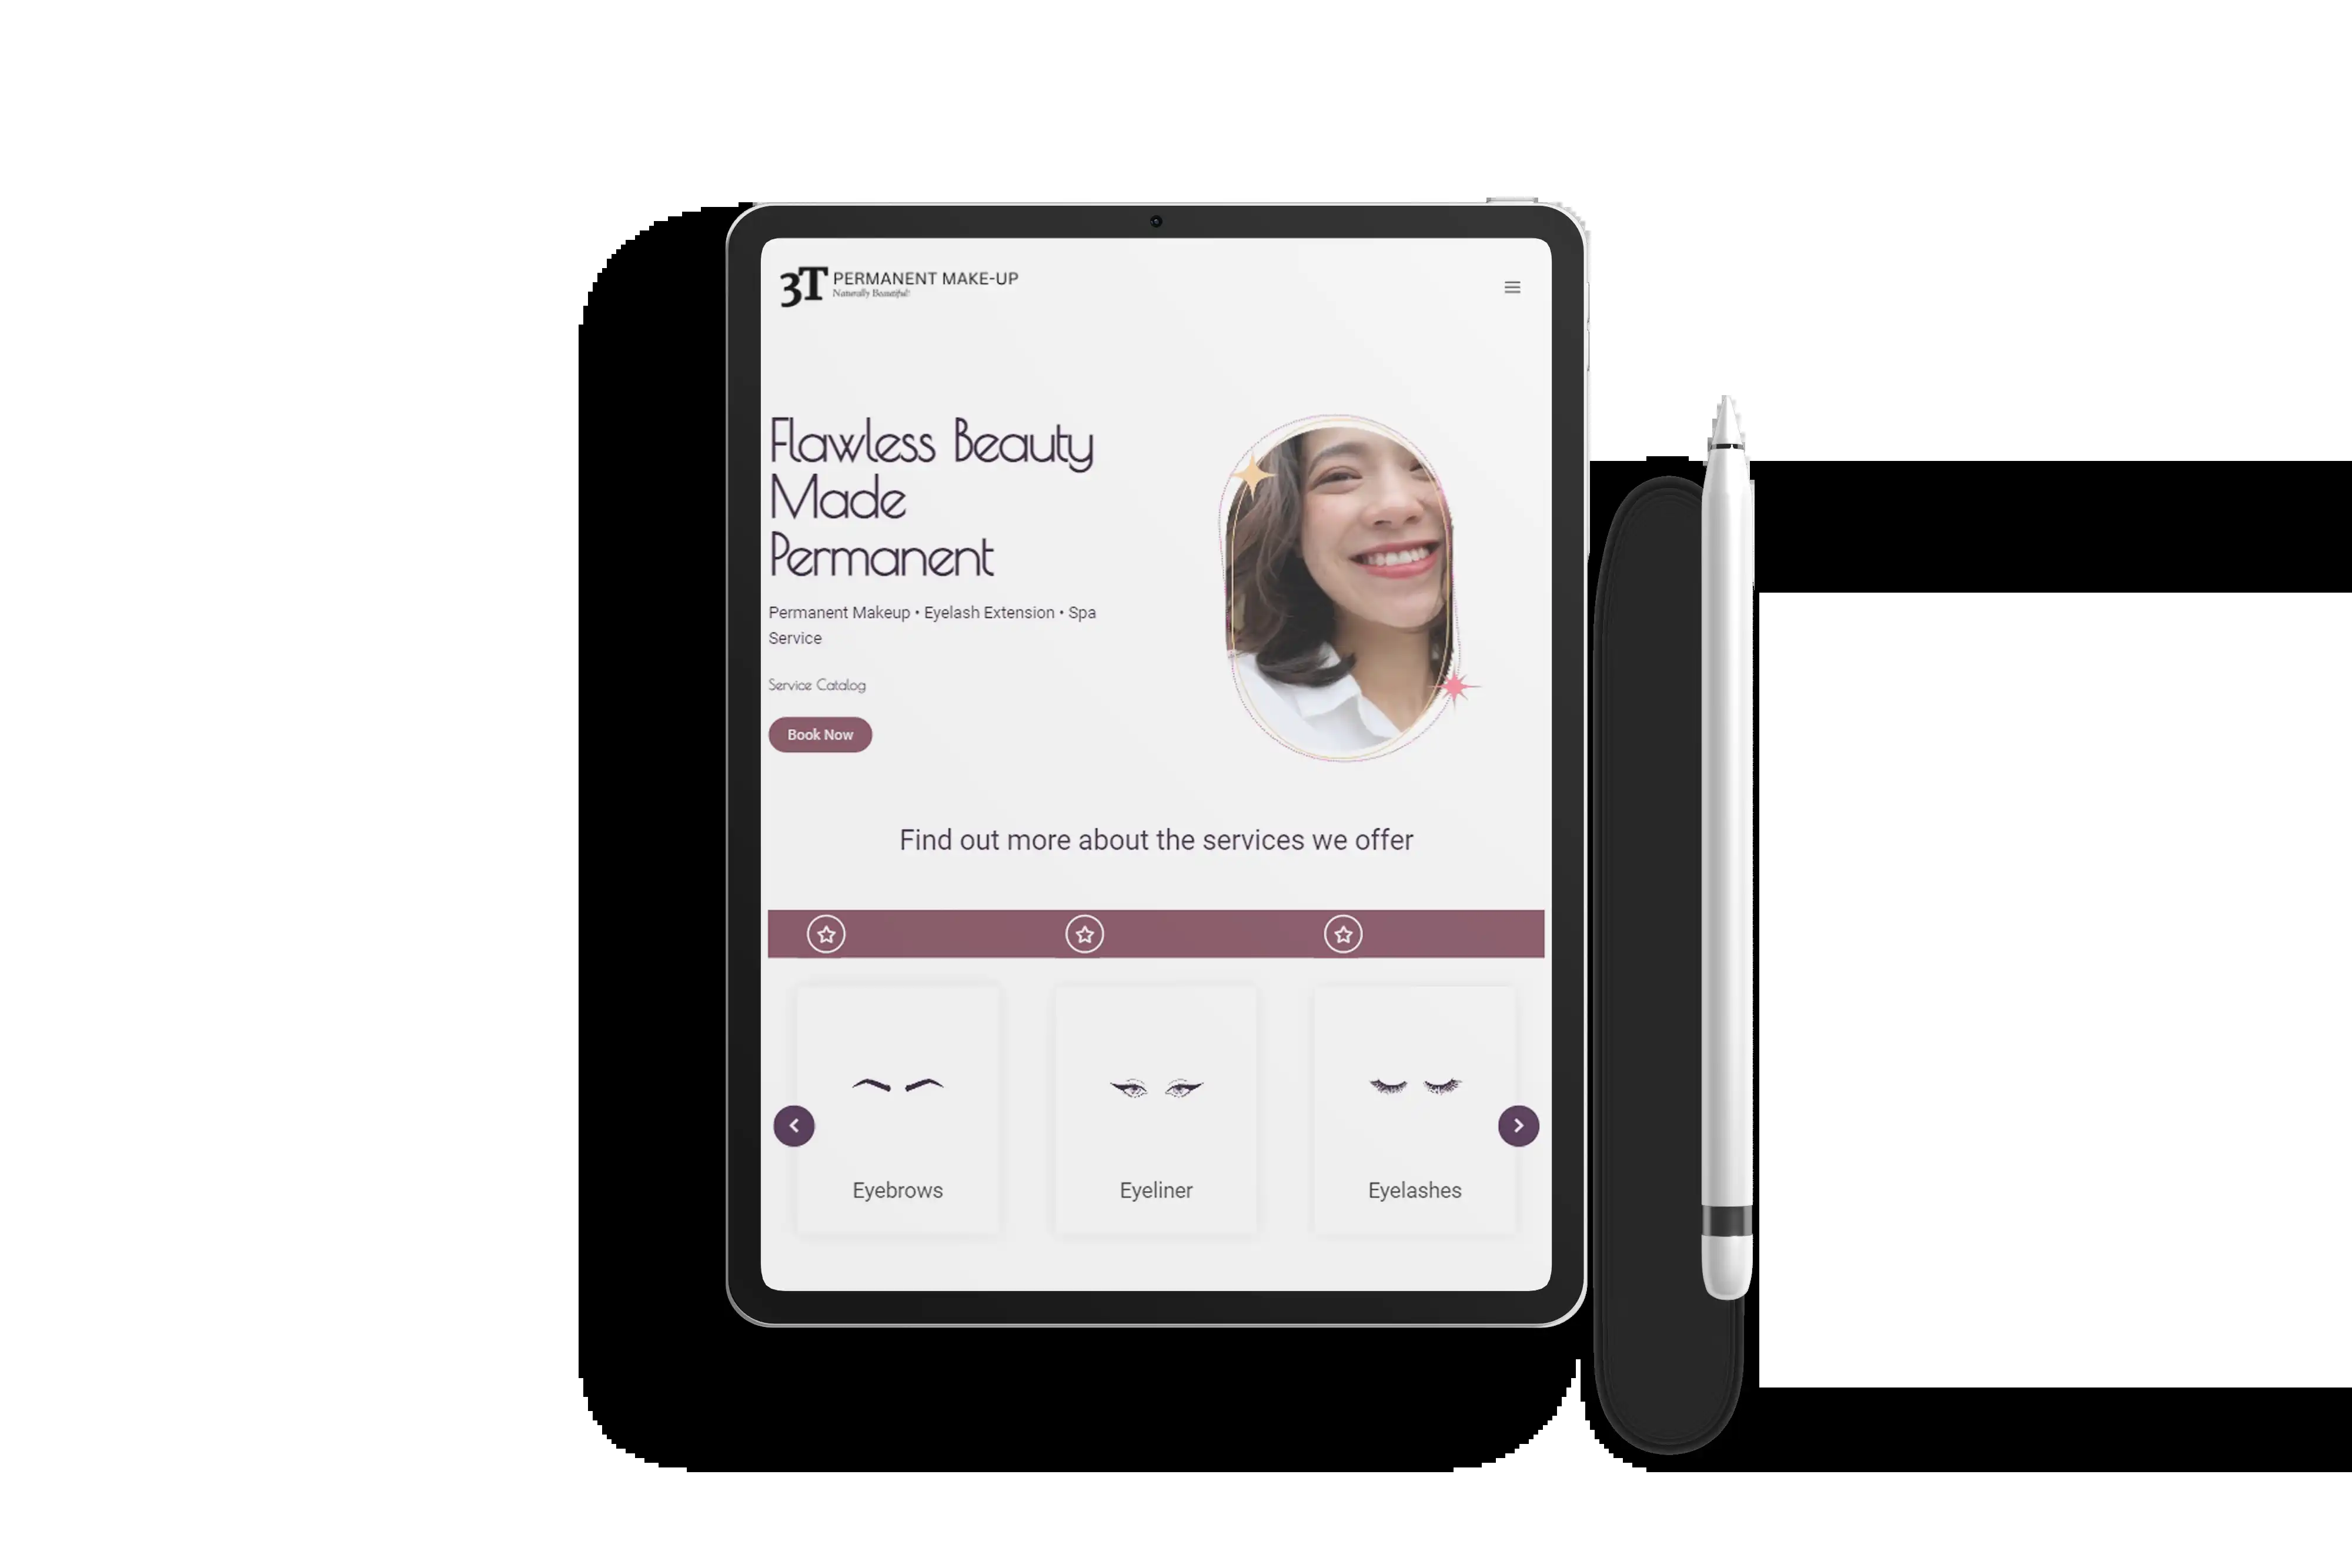 3T PERMANENT MAKE-UP
Naturally Beautiful!
Flawless Beauty
Made
Permanent
Permanent Makeup • Eyelash Extension • Spa
Service
Service Catalog
Book Now
Find out more about the services we offer
Eyebrows
Eyeliner
Eyelashes